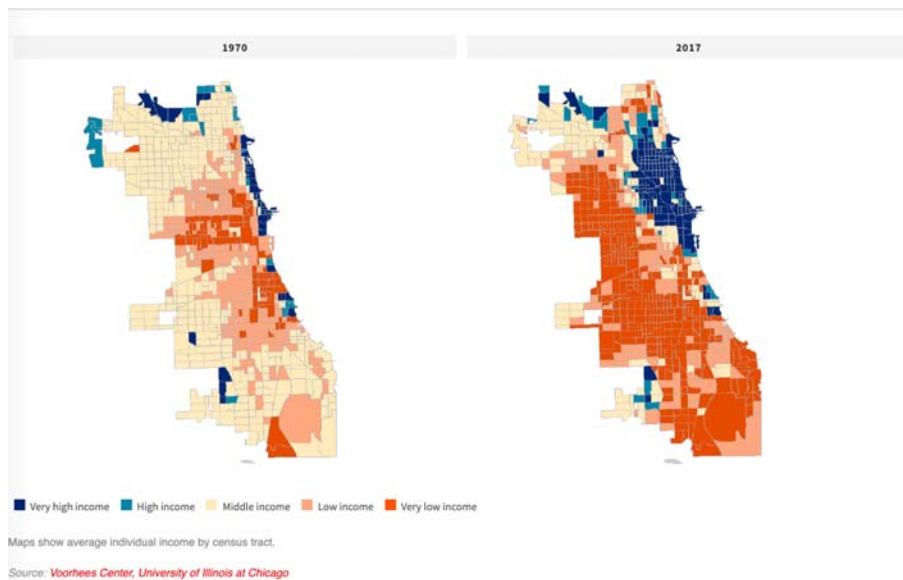 1970 2017
Very high income High income Middle income Low income Very low income
Maps show average individual income by census tract.
Source: Voorhees Center, University of Illinois at Chicago